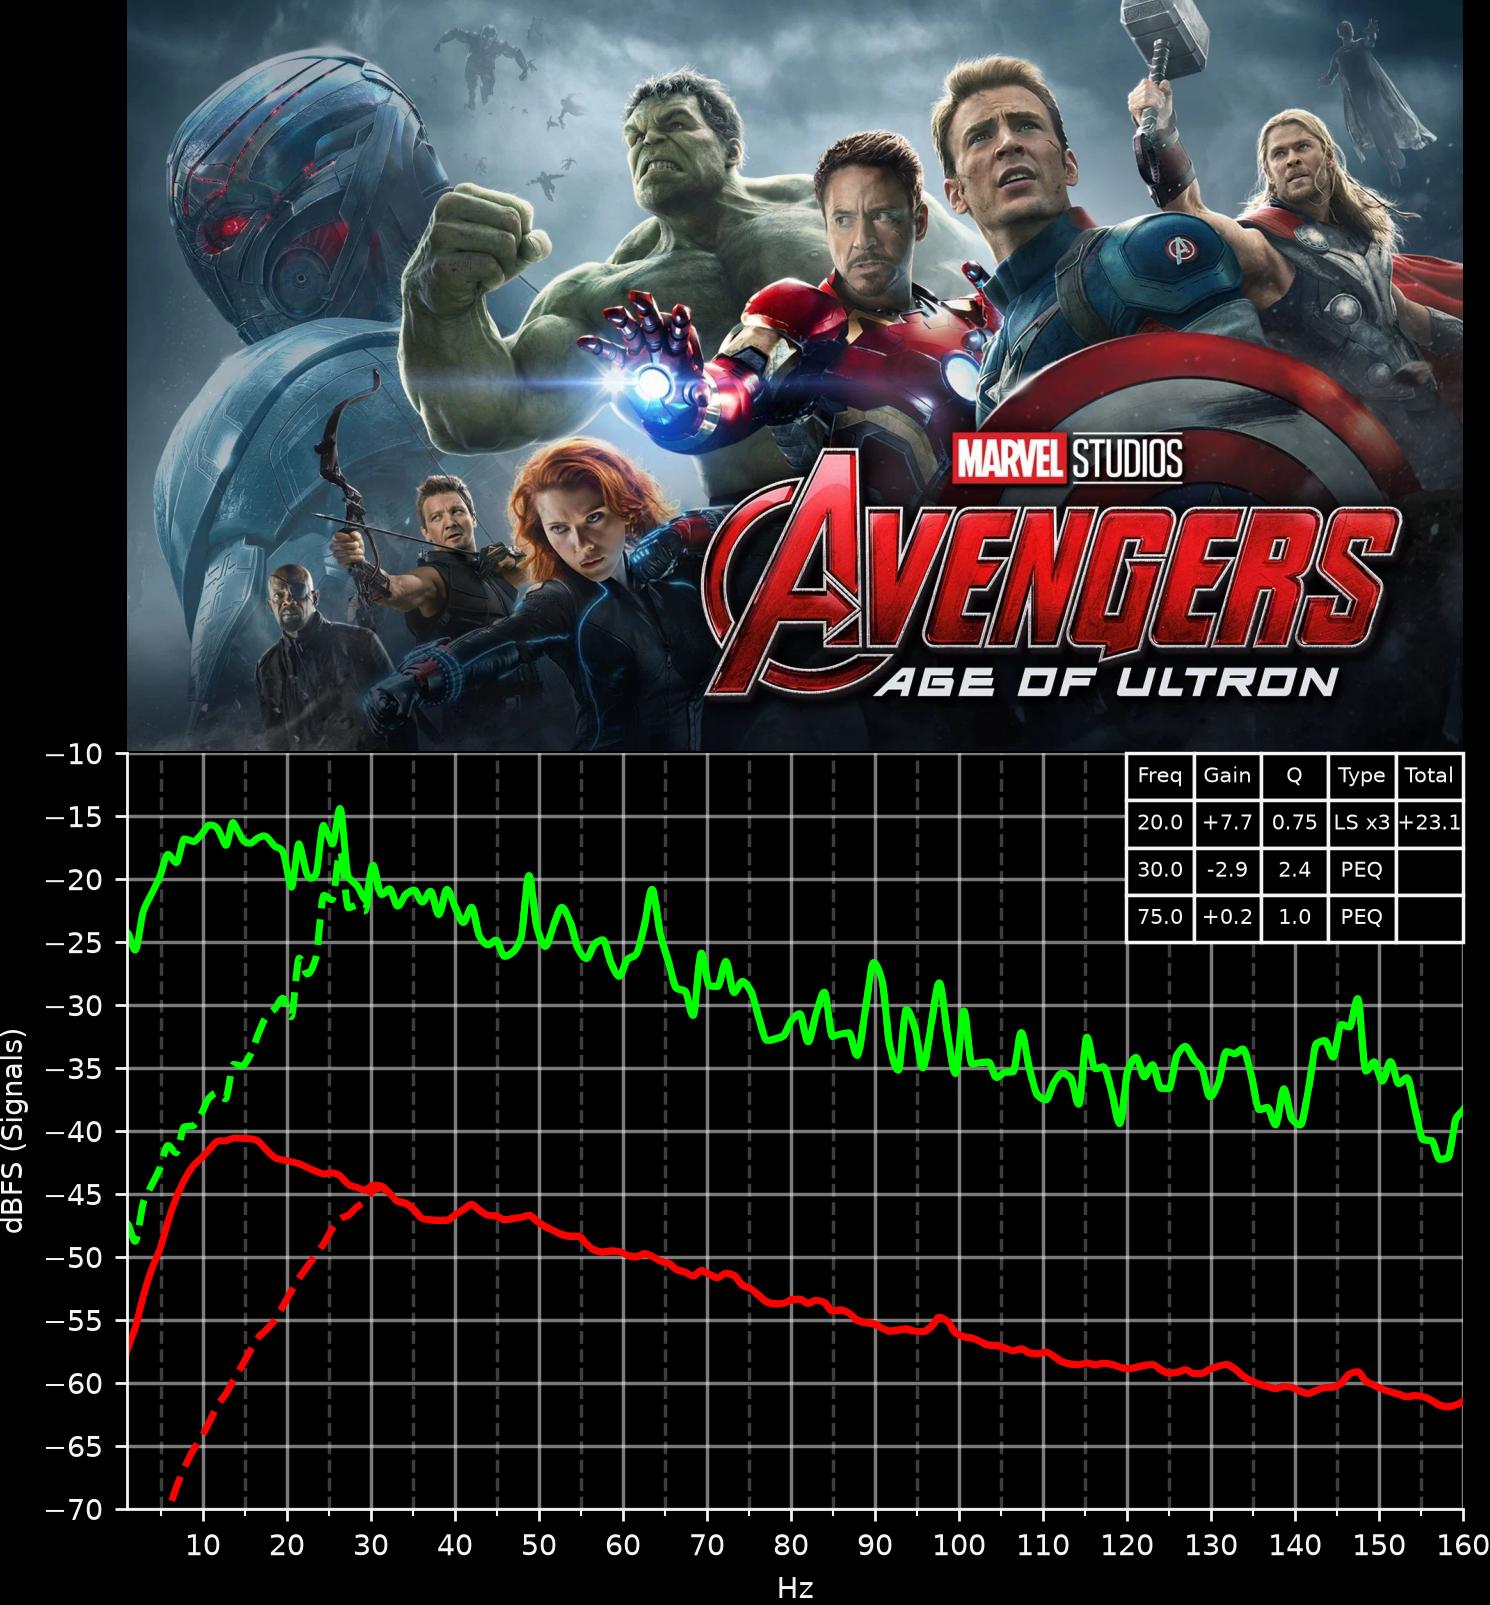 MARVEL STUDIOS
AVENGERS
AGE OF ULTRON
Freq Gain Q Type Total
20.0 +7.7 0.75 LS x3 +23.1
30.0 -2.9 2.4 PEQ
75.0 +0.2 1.0 PEQ
−10
−15
−20
−25
−30
−35
−40
−45
−50
−55
−60
−65
−70
dBFS (Signals)
10 20 30 40 50 60 70 80 90 100 110 120 130 140 150 160
Hz